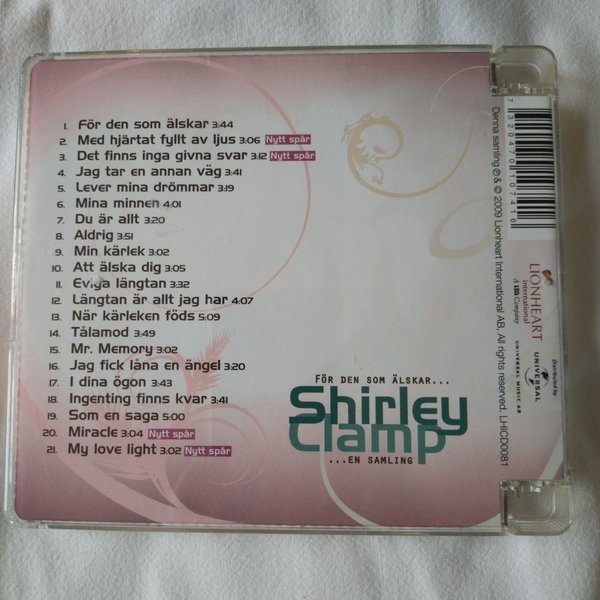 1. För den som älskar 3:44
2. Med hjärtat fyllt av ljus 3:06 Nytt spår
3. Det finns inga givna svar 3:12 Nytt spår
4. Jag tar en annan väg 3:41
5. Lever mina drömmar 3:19
6. Mina minnen 4:01
7. Du är allt 3:20
8. Aldrig 3:51
9. Min kärlek 3:02
10. Att älska dig 3:05
11. Eviga längtan 3:32
12. Längtan är allt jag har 4:07
13. När kärleken föds 5:09
14. Tålamod 3:49
15. Mr. Memory 3:02
16. Jag fick låna en ängel 3:20
17. I dina ögon 3:43
18. Ingenting finns kvar 3:41
19. Som en saga 5:00
20. Miracle 3:04 Nytt spår
21. My love light 3:02 Nytt spår
FÖR DEN SOM ÄLSKAR...
Shirley
Clamp
...EN SAMLING
Denna samling ℗ & © 2009 Lionheart International AB, All rights reserved. LHICD0081
7320470107416
LIONHEART
international
A LEG Company
Distributed by
UNIVERSAL
UNIVERSAL MUSIC AB